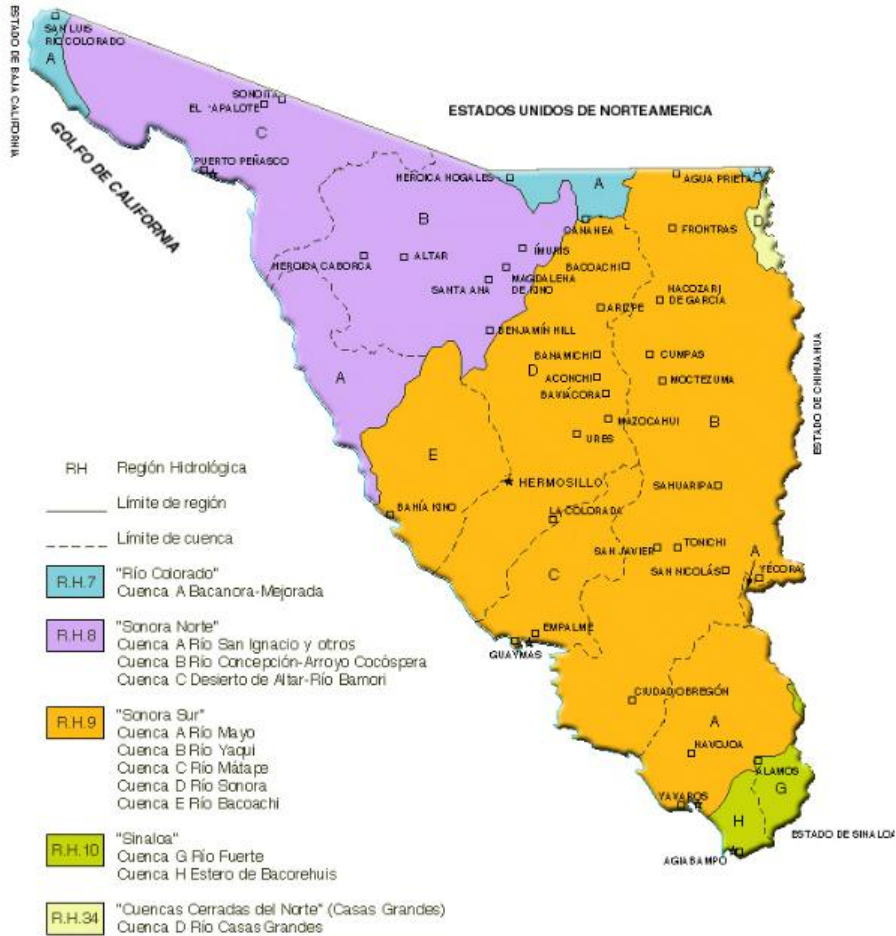 SAN LUIS
RÍO COLORADO
A
ESTADO DE BAJA CALIFORNIA
SONOITA
EL PAPALOTE
C
ESTADOS UNIDOS DE NORTEAMERICA
GOLFO DE CALIFORNIA
PUERTO PEÑASCO
HEROICA NOGALES
A
AGUA PRIETA
A
D
B
CANANEA
FRONTRAS
ÍMURIS
HEROIDA CABORCA
ALTAR
BACOACHI
MAGDALENA
DE KINO
SANTA ANA
NACOZARI
DE GARCÍA
ARIZPE
BENJAMÍN HILL
BANAMICHI
CUMPAS
A
D
ACONCHI
MOCTEZUMA
BAVIÁCORA
ESTADO DE CHIHUAHUA
MAZOCAHUI
B
URES
E
HERMOSILLO
SAHUARIPA
BAHÍA KINO
LA COLORADA
SAN JAVIER
TONICHI
A
SAN NICOLÁS
YÉCORA
C
EMPALME
GUAYMAS
CIUDAD OBREGÓN
A
NAVOJOA
ALAMOS
G
YAVAROS
H
ESTADO DE SINALOA
AGIABAMPO
RH Región Hidrológica
Límite de región
Límite de cuenca
R.H.7 "Río Colorado"
Cuenca A Bacanora-Mejorada
R.H.8 "Sonora Norte"
Cuenca A Río San Ignacio y otros
Cuenca B Río Concepción-Arroyo Cocóspera
Cuenca C Desierto de Altar-Río Bamori
R.H.9 "Sonora Sur"
Cuenca A Río Mayo
Cuenca B Río Yaqui
Cuenca C Río Mátape
Cuenca D Río Sonora
Cuenca E Río Bacoachi
R.H.10 "Sinaloa"
Cuenca G Río Fuerte
Cuenca H Estero de Bacorehuis
R.H.34 "Cuencas Cerradas del Norte" (Casas Grandes)
Cuenca D Río Casas Grandes